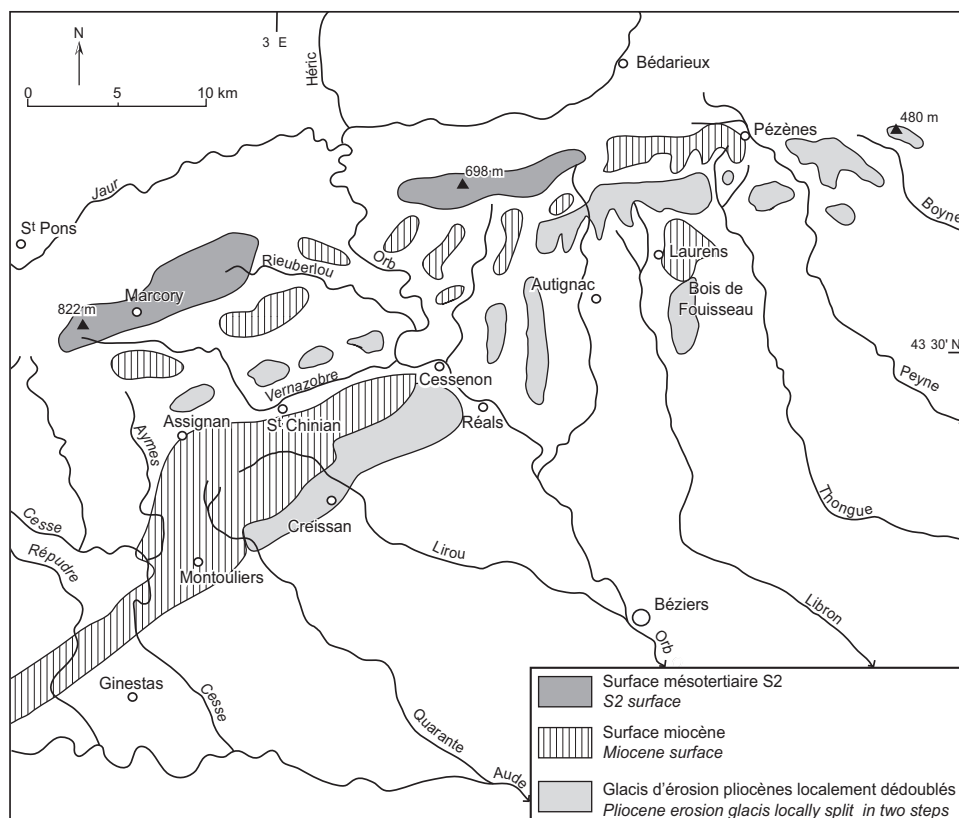 N
3 E
0 5 10 km
Héric
Bédarieux
Pézènes
480 m
Jaur
698 m
Boyne
St Pons
Orb
Rieuberlou
Laurens
Autignac
Bois de
Fouisseau
822 m
Marcory
43 30' N
Peyne
Cessenon
Vernazobre
Réals
St Chinian
Assignan
Aymes
Creissan
Thongue
Cesse
Répudre
Lirou
Montouliers
Béziers
Libron
Orb
Ginestas
Cesse
Quarante
Aude
Surface mésotertiaire S2
S2 surface
Surface miocène
Miocene surface
Glacis d'érosion pliocènes localement dédoublés
Pliocene erosion glacis locally split in two steps